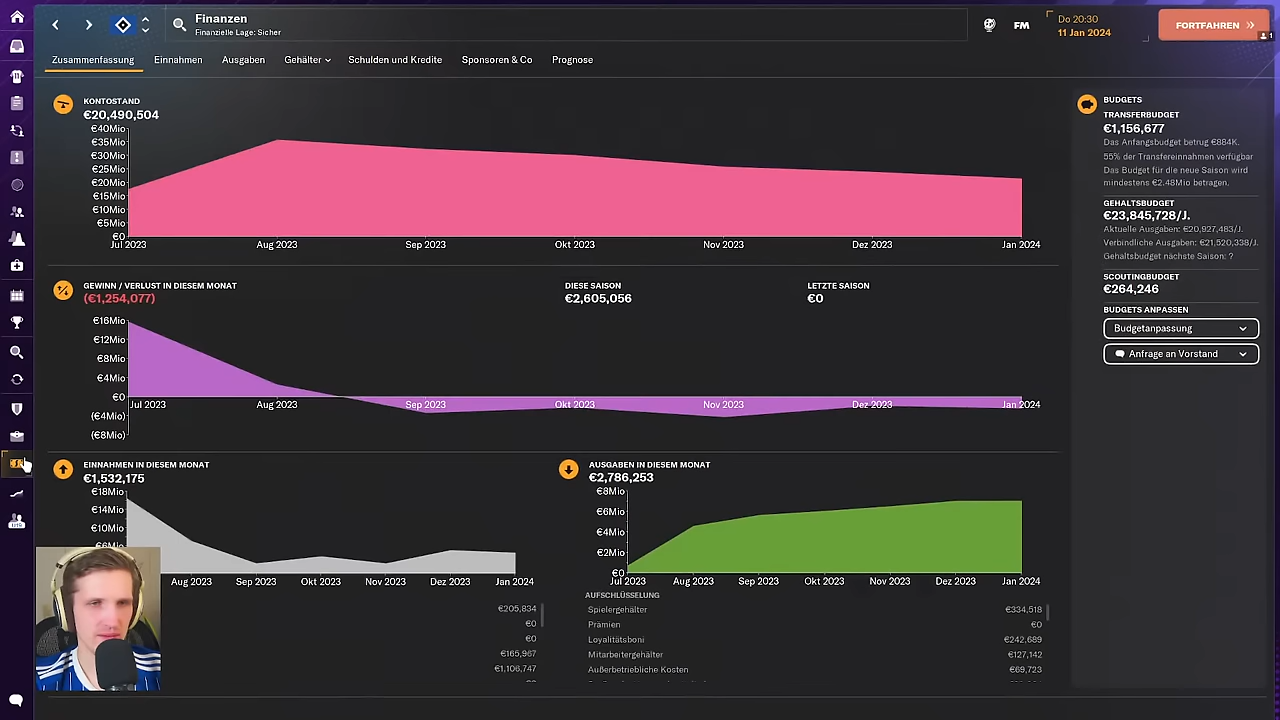 Finanzen
Finanzielle Lage: Sicher
FM
Do 20:30
11 Jan 2024
FORTFAHREN
1
Zusammenfassung
Einnahmen
Ausgaben
Gehälter
Schulden und Kredite
Sponsoren & Co
Prognose
KONTOSTAND
€20,490,504
€40Mio
€35Mio
€30Mio
€25Mio
€20Mio
€15Mio
€10Mio
€5Mio
€0
Jul 2023
Aug 2023
Sep 2023
Okt 2023
Nov 2023
Dez 2023
Jan 2024
GEWINN / VERLUST IN DIESEM MONAT
(€1,254,077)
DIESE SAISON
€2,605,056
LETZTE SAISON
€0
€16Mio
€12Mio
€8Mio
€4Mio
€0
(€4Mio)
(€8Mio)
Jul 2023
Aug 2023
Sep 2023
Okt 2023
Nov 2023
Dez 2023
Jan 2024
EINNAHMEN IN DIESEM MONAT
€1,532,175
€18Mio
€14Mio
€10Mio
€6Mio
Aug 2023
Sep 2023
Okt 2023
Nov 2023
Dez 2023
Jan 2024
€205,834
€0
€0
€165,967
€1,106,747
AUSGABEN IN DIESEM MONAT
€2,786,253
€8Mio
€6Mio
€4Mio
€2Mio
€0
Jul 2023
Aug 2023
Sep 2023
Okt 2023
Nov 2023
Dez 2023
Jan 2024
AUFSCHLÜSSELUNG
Spielergehälter €334,518
Prämien €0
Loyalitätsboni €242,689
Mitarbeitergehälter €127,142
Außerbetriebliche Kosten €69,723
BUDGETS
TRANSFERBUDGET
€1,156,677
Das Anfangsbudget betrug €884K.
55% der Transfereinnahmen verfügbar
Das Budget für die neue Saison wird
mindestens €2.48Mio betragen.
GEHALTSBUDGET
€23,845,728/J.
Aktuelle Ausgaben: €20,927,483/J.
Verbindliche Ausgaben: €21,520,338/J.
Gehaltsbudget nächste Saison: ?
SCOUTINGBUDGET
€264,246
BUDGETS ANPASSEN
Budgetanpassung
Anfrage an Vorstand